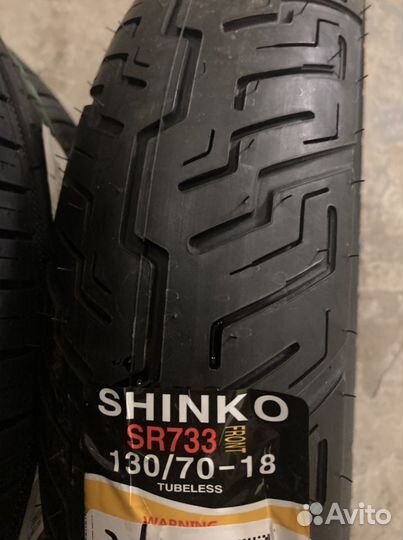 SHINKO
SR733 FRONT
130/70-18
TUBELESS
WARNING
Avito